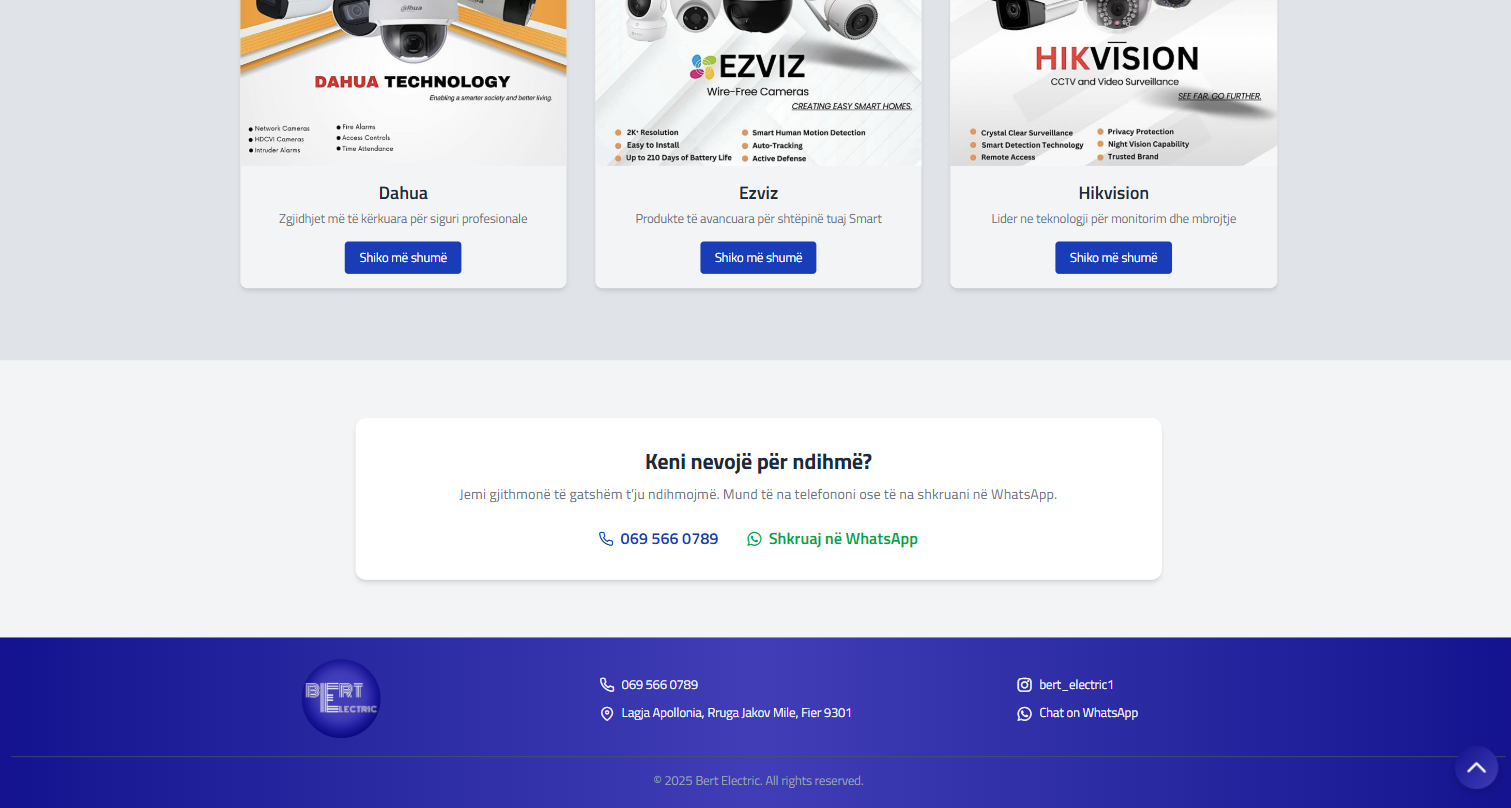 alhua
DAHUA TECHNOLOGY
Enabling a smarter society and better living.
Network Cameras
HDCVI Cameras
Intruder Alarms
Fire Alarms
Access Controls
Time Attendance
EZVIZ
Wire-Free Cameras
CREATING EASY SMART HOMES.
2K+ Resolution
Easy to Install
Up to 210 Days of Battery Life
Smart Human Motion Detection
Auto-Tracking
Active Defense
HIKVISION
CCTV and Video Surveillance
SEE FAR, GO FURTHER.
Crystal Clear Surveillance
Smart Detection Technology
Remote Access
Privacy Protection
Night Vision Capability
Trusted Brand
Dahua
Zgjidhjet më të kërkuara për siguri profesionale
Shiko më shumë
Ezviz
Produkte të avancuara për shtëpinë tuaj Smart
Shiko më shumë
Hikvision
Lider ne teknologji për monitorim dhe mbrojtje
Shiko më shumë
Keni nevojë për ndihmë?
Jemi gjithmonë të gatshëm t'ju ndihmojmë. Mund të na telefononi ose të na shkruani në WhatsApp.
069 566 0789
Shkruaj në WhatsApp
BERT
ELECTRIC
069 566 0789
Lagja Apollonia, Rruga Jakov Mile, Fier 9301
bert_electric1
Chat on WhatsApp
© 2025 Bert Electric. All rights reserved.